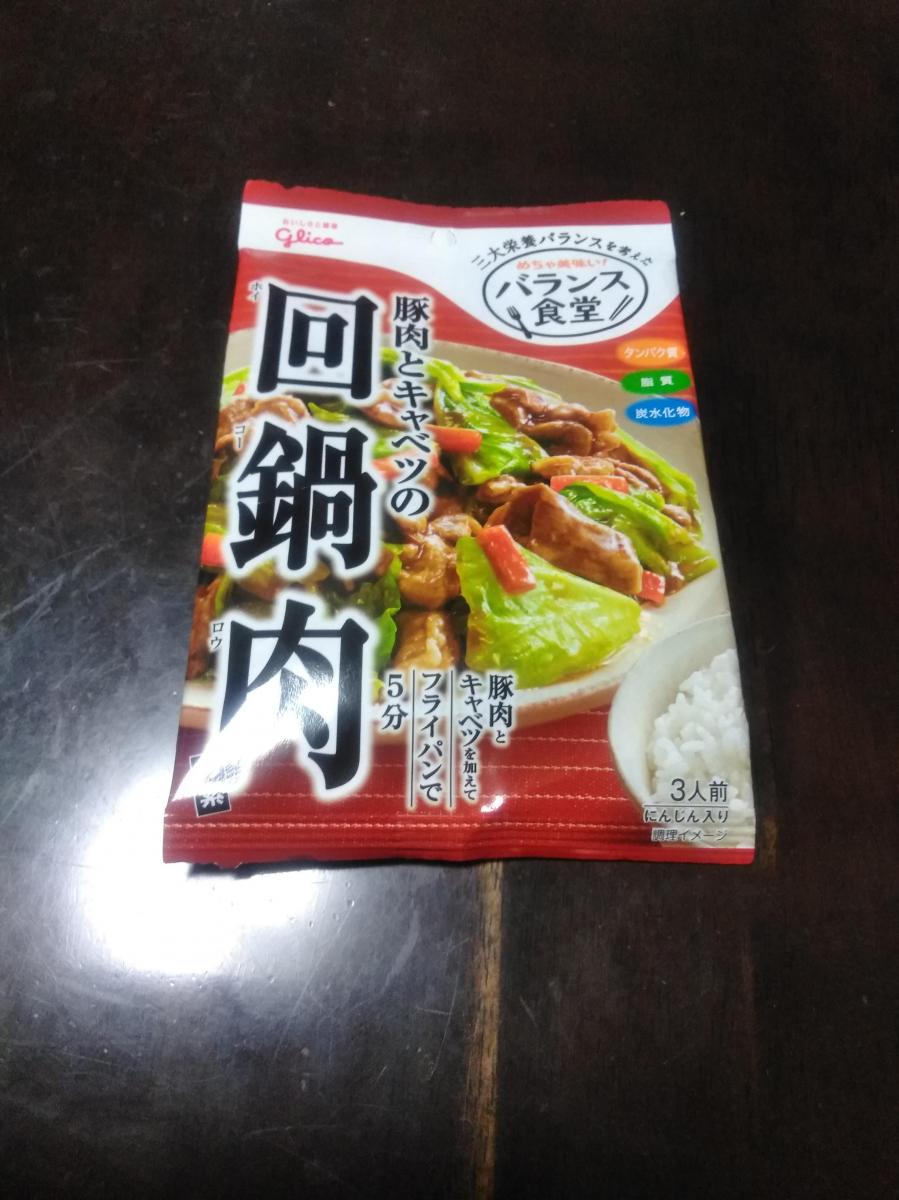 おいしさと健康
Glico
三大栄養バランスを考えた
めちゃ美味い!
バランス
食堂
タンパク質
脂質
炭水化物
豚肉とキャベツの
回鍋肉
ホイ
コー
ロウ
豚肉と
キャベツを加えて
フライパンで
5分
3人前
にんじん入り
調理イメージ